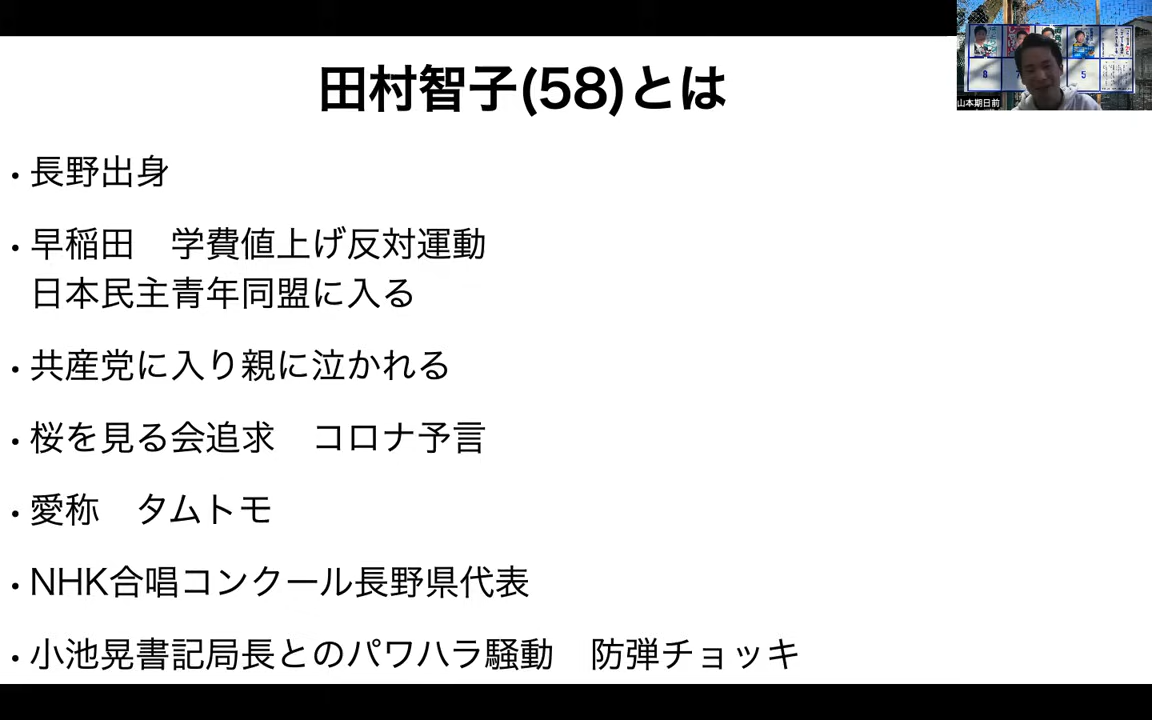 田村智子(58)とは
山本期日前
8
5
・長野出身
・早稲田　学費値上げ反対運動
日本民主青年同盟に入る
・共産党に入り親に泣かれる
・桜を見る会追求　コロナ予言
・愛称　タムトモ
・NHK合唱コンクール長野県代表
・小池晃書記局長とのパワハラ騒動　防弾チョッキ